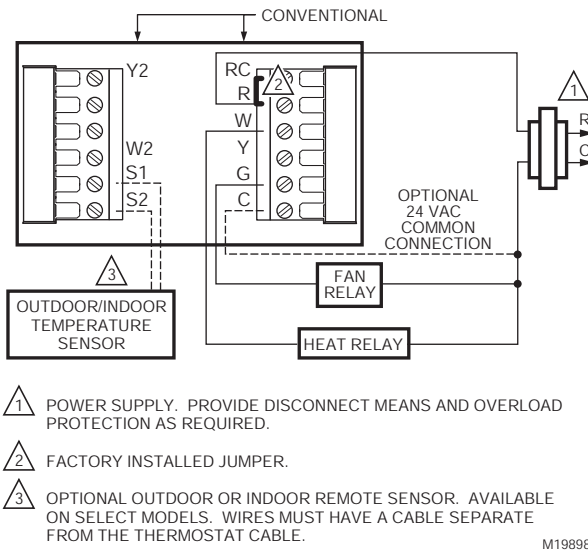 CONVENTIONAL
Y2
RC
2
R
1
R
W
W2
Y
C
S1
G
S2
C
OPTIONAL
24 VAC
COMMON
CONNECTION
3
FAN
RELAY
OUTDOOR/INDOOR
TEMPERATURE
SENSOR
HEAT RELAY
1 POWER SUPPLY. PROVIDE DISCONNECT MEANS AND OVERLOAD
PROTECTION AS REQUIRED.
2 FACTORY INSTALLED JUMPER.
3 OPTIONAL OUTDOOR OR INDOOR REMOTE SENSOR. AVAILABLE
ON SELECT MODELS. WIRES MUST HAVE A CABLE SEPARATE
FROM THE THERMOSTAT CABLE.
M19898